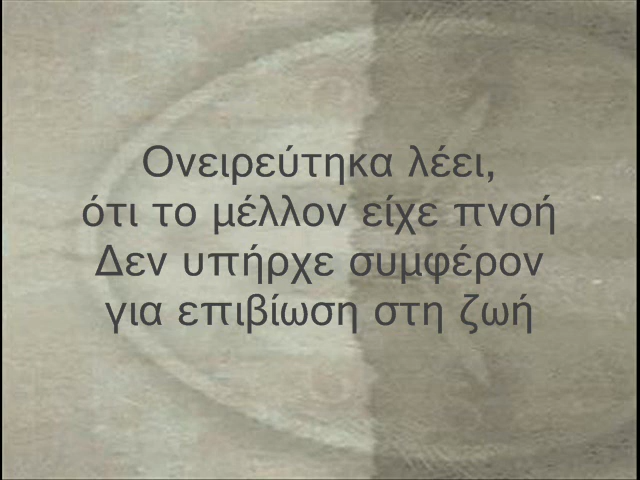 Ονειρεύτηκα λέει,
ότι το μέλλον είχε πνοή
Δεν υπήρχε συμφέρον
για επιβίωση στη ζωή